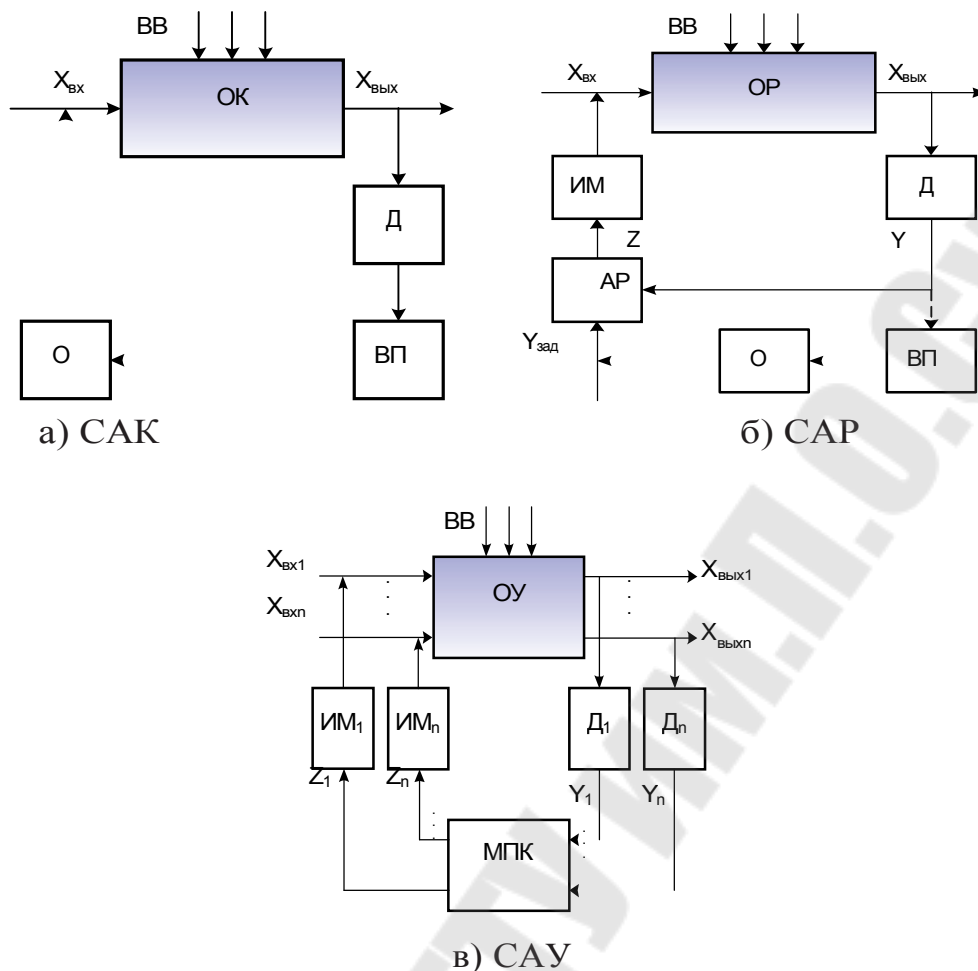 ВВ
Xвх
ОК
Xвых
Д
О
ВП
а) САК
ВВ
Xвх
ОР
Xвых
ИМ
Д
Z
Y
АР
Yзад
О
ВП
б) САР
ВВ
Xвх1
ОУ
Xвых1
Xвхn
Xвыхn
ИМ1
ИМn
Д1
Дn
Z1
Zn
Y1
Yn
МПК
в) САУ